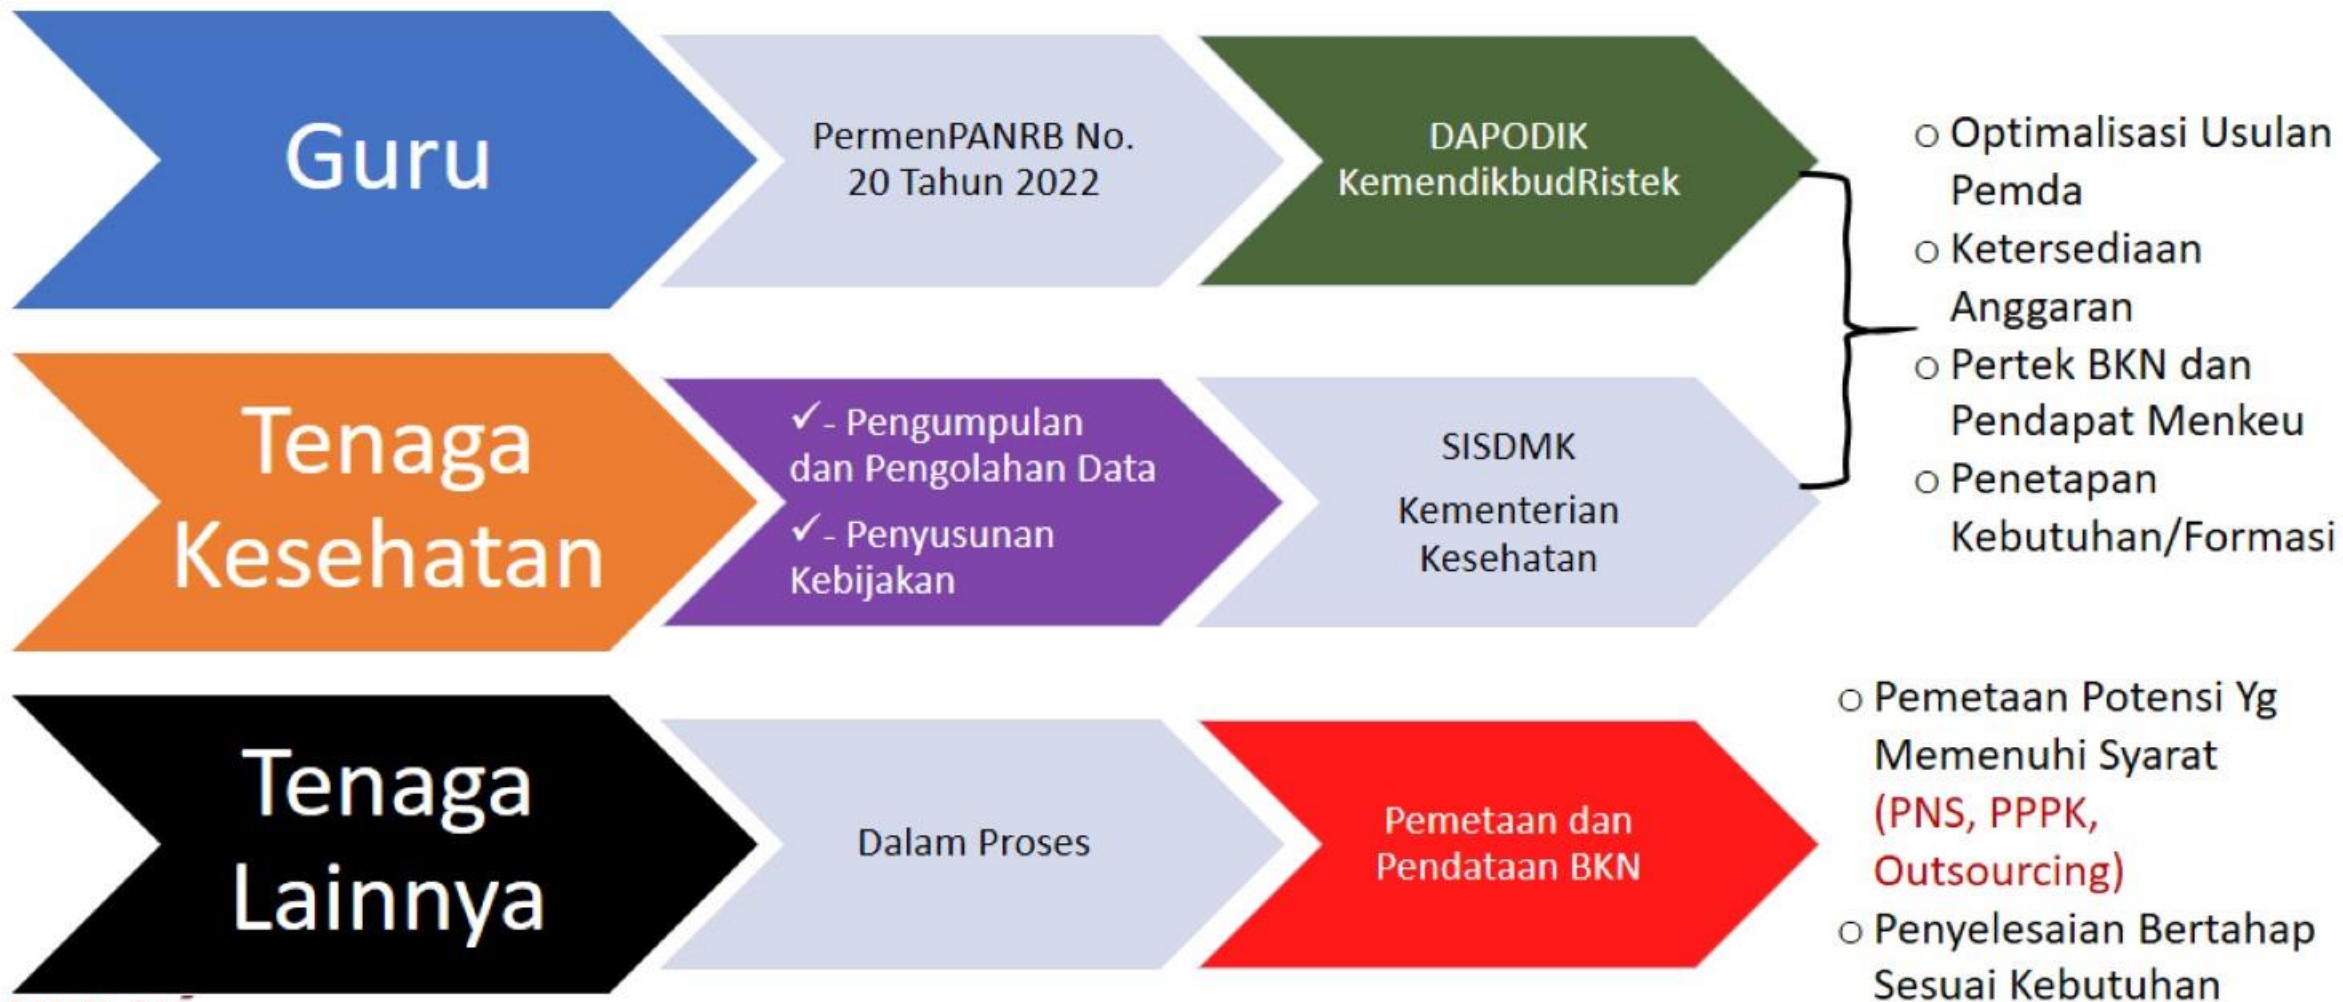 Guru
PermenPANRB No.
20 Tahun 2022
DAPODIK
KemendikbudRistek
○ Optimalisasi Usulan
Pemda
○ Ketersediaan
Anggaran
○ Pertek BKN dan
Pendapat Menkeu
○ Penetapan
Kebutuhan/Formasi
Tenaga
Kesehatan
✓- Pengumpulan
dan Pengolahan Data
✓- Penyusunan
Kebijakan
SISDMK
Kementerian
Kesehatan
Tenaga
Lainnya
Dalam Proses
Pemetaan dan
Pendataan BKN
○ Pemetaan Potensi Yg
Memenuhi Syarat
(PNS, PPPK,
Outsourcing)
○ Penyelesaian Bertahap
Sesuai Kebutuhan